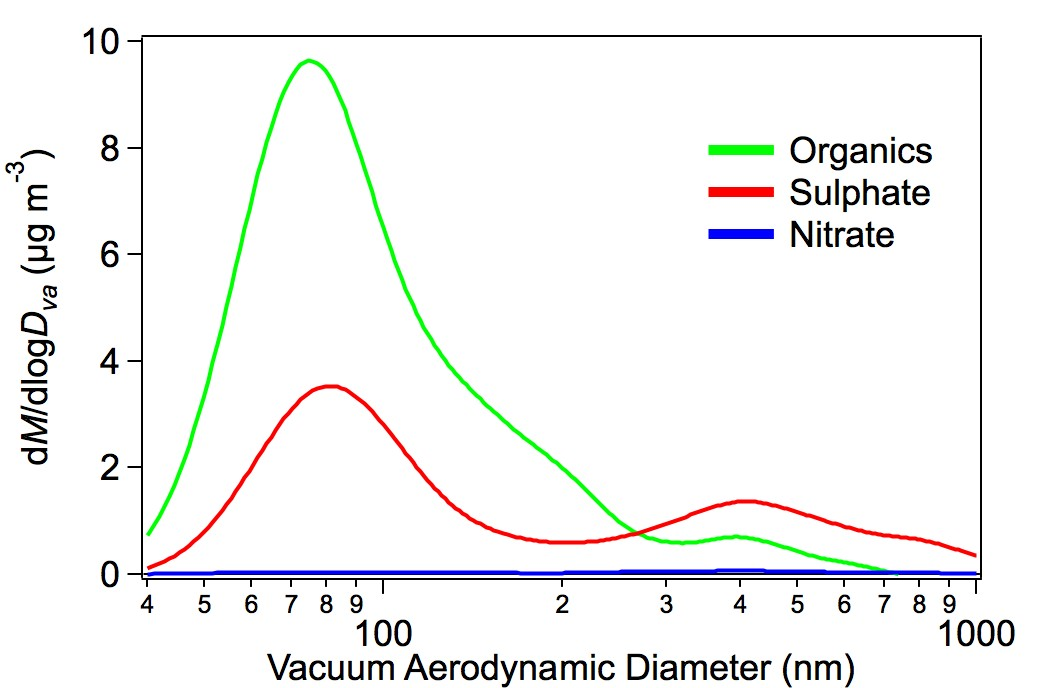 10
8
6
4
2
0
dM/dlogDva (µg m-3)
Organics
Sulphate
Nitrate
4 5 6 7 8 9 2 3 4 5 6 7 8 9
100 1000
Vacuum Aerodynamic Diameter (nm)